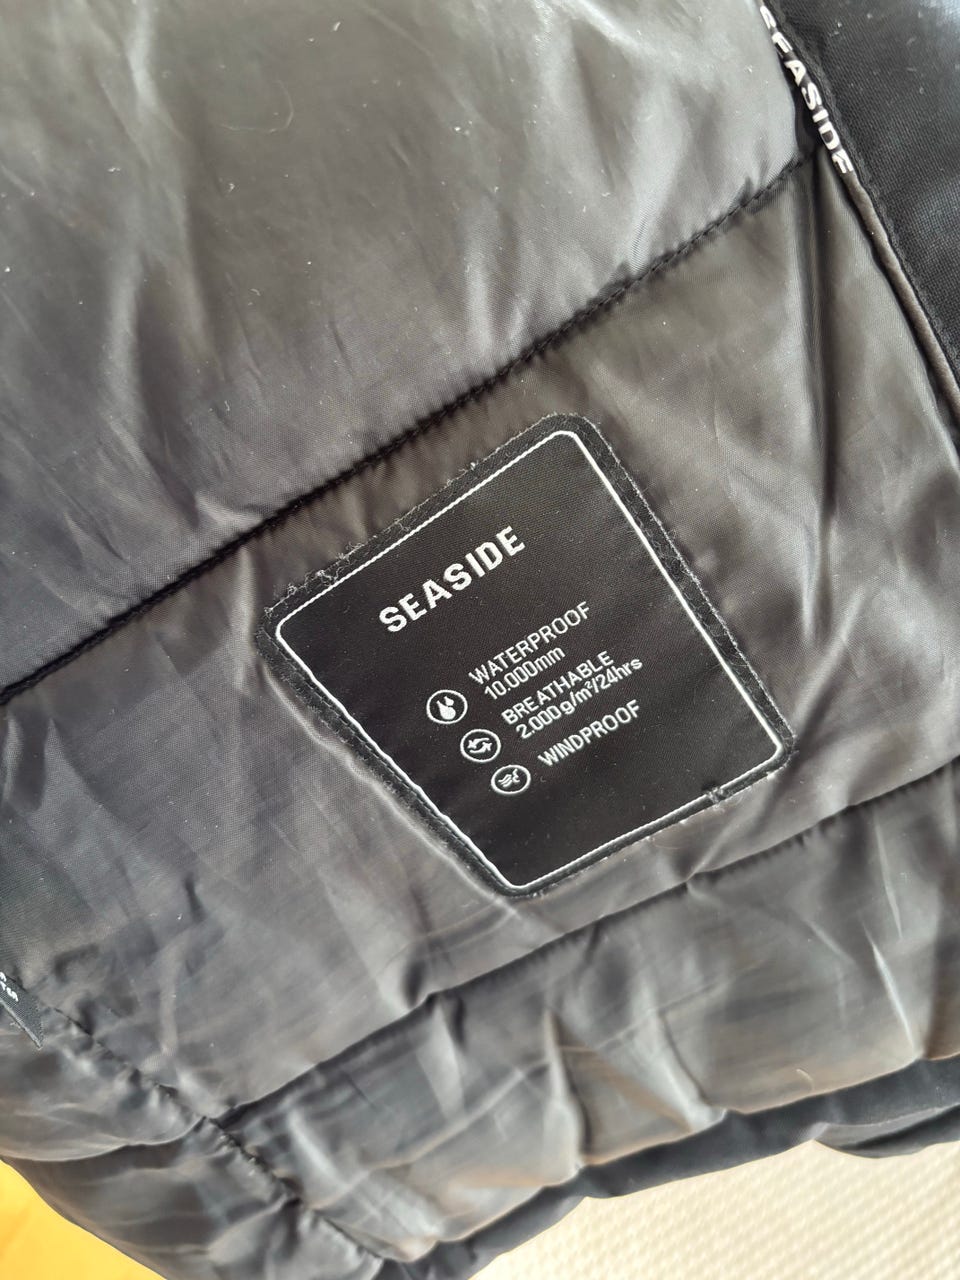 SEASIDE
SEASIDE
WATERPROOF
10.000mm
BREATHABLE
2.000g/m²/24hrs
WINDPROOF